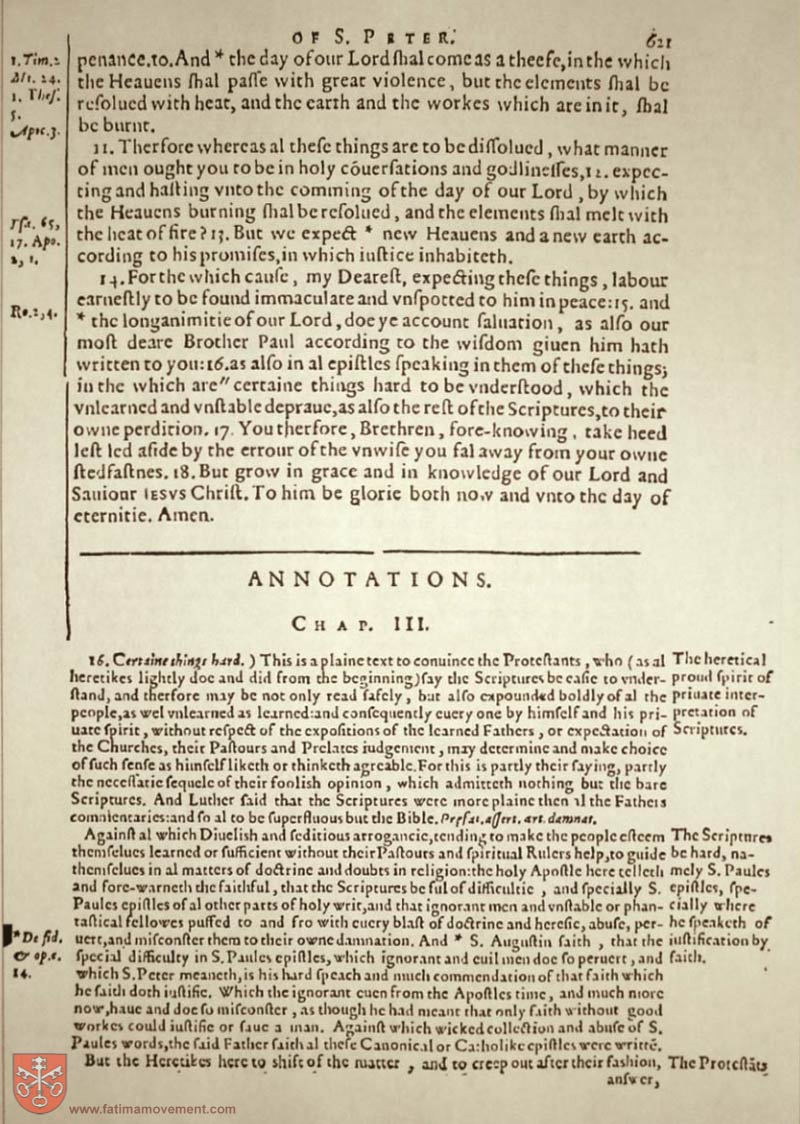 OF S. PETER.
621
1. Tim. 2
Mt. 24.
1. Thes.
5.
Apoc. 3.
penance.to. And * the day of our Lord ſhal come as a theefe, in the which
the Heauens ſhal paſſe with great violence, but the elements ſhal be
reſolued with heat, and the earth and the workes which are in it, ſhal
be burnt.
11. Therfore whereas al theſe things are to be diſſolued, what manner
of men ought you to be in holy cōuerſations and godlineſſes, 12. expec-
ting and haſting vnto the comming of the day of our Lord, by which
the Heauens burning ſhal be reſolued, and the elements ſhal melt with
Iſa. 65,
17. Apo.
2, 1.
the heat of fire? 13. But we expect * new Heauens and a new earth ac-
cording to his promiſes, in which iuſtice inhabiteth.
14. For the which cauſe, my Deareſt, expecting theſe things, labour
earneſtly to be found immaculate and vnſpotted to him in peace: 15. and
Ro. 2, 4.
* the longanimitie of our Lord, doe ye account ſaluation, as alſo our
moſt deare Brother Paul according to the wiſdom giuen him hath
written to you: 16. as alſo in al epiſtles ſpeaking in them of theſe things;
in the which are" certaine things hard to be vnderſtood, which the
vnlearned and vnſtable depraue, as alſo the reſt of the Scriptures, to their
owne perdition. 17. You therfore, Brethren, fore-knowing, take heed
leſt led aſide by the errour of the vnwiſe you fal away from your owne
ſtedfaſtnes. 18. But grow in grace and in knowledge of our Lord and
Sauiour IESVS Chriſt. To him be glorie both now and vnto the day of
eternitie. Amen.
ANNOTATIONS.
CHAP. III.
16. Certaine things hard. ) This is a plaine text to conuince the Proteſtants, who (as al
heretikes lightly doe and did from the beginning) ſay the Scriptures be eaſie to vnder-
ſtand, and therfore may be not only read ſafely, but alſo expounded boldly of al the
people, as wel vnlearned as learned: and conſequently euery one by himſelf and his pri-
uate ſpirit, without reſpect of the expoſitions of the learned Fathers, or expectation of
the Churches, their Paſtours and Prelates iudgement, may determine and make choice
of ſuch ſenſe as himſelf liketh or thinketh agreable. For this is partly their ſaying, partly
the neceſſarie ſequele of their fooliſh opinion, which admitteth nothing but the bare
Scriptures. And Luther ſaid that the Scriptures were more plaine then al the Fathers
commentaries: and ſo al to be ſuperfluous but the Bible. Præfat. aſſert. art. damnat.
The heretical
proud ſpirit of
priuate inter-
pretation of
Scriptures.
Againſt al which Diueliſh and ſeditious arrogancie, tending to make the people eſteem
themſelues learned or ſufficient without their Paſtours and ſpiritual Rulers help, to guide
themſelues in al matters of doctrine and doubts in religion: the holy Apoſtle here telleth
and fore-warneth the faithful, that the Scriptures be ful of difficultie, and ſpecially S.
Paules epiſtles of al other parts of holy writ, and that ignorant men and vnſtable or phan-
taſtical fellowes puffed to and fro with euery blaſt of doctrine and hereſie, abuſe, per-
uert, and miſconſter them to their owne damnation. And * S. Auguſtin ſaith, that the
ſpecial difficulty in S. Paules epiſtles, which ignorant and euil men doe ſo peruert, and
which S. Peter meaneth, is his hard ſpeach and much commendation of that faith which
he ſaith doth iuſtifie. Which the ignorant euen from the Apoſtles time, and much more
now, haue and doe ſo miſconſter, as though he had meant that only faith without good
workes could iuſtifie or ſaue a man. Againſt which wicked collection and abuſe of S.
Paules words, the ſaid Father ſaith al theſe Canonical or Catholike epiſtles were writtē.
The Scriptures
be hard, na-
mely S. Paules
epiſtles, ſpe-
cially where
he ſpeaketh of
iuſtification by
faith.
* De fid.
& op. c.
14.
But the Heretikes here to ſhift of the matter, and to creep out after their faſhion,
The Proteſtāts
anſwer,
www.fatimamovement.com